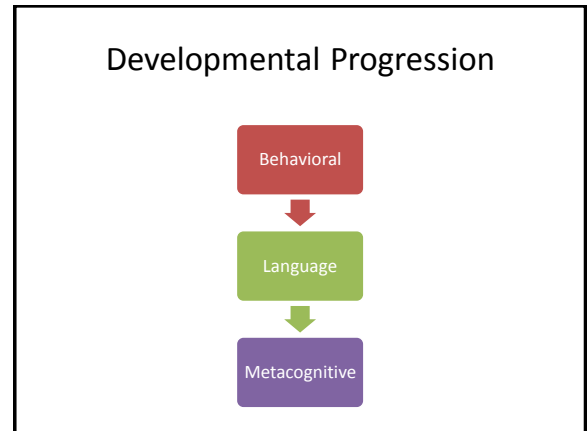 Developmental Progression
Behavioral
Language
Metacognitive